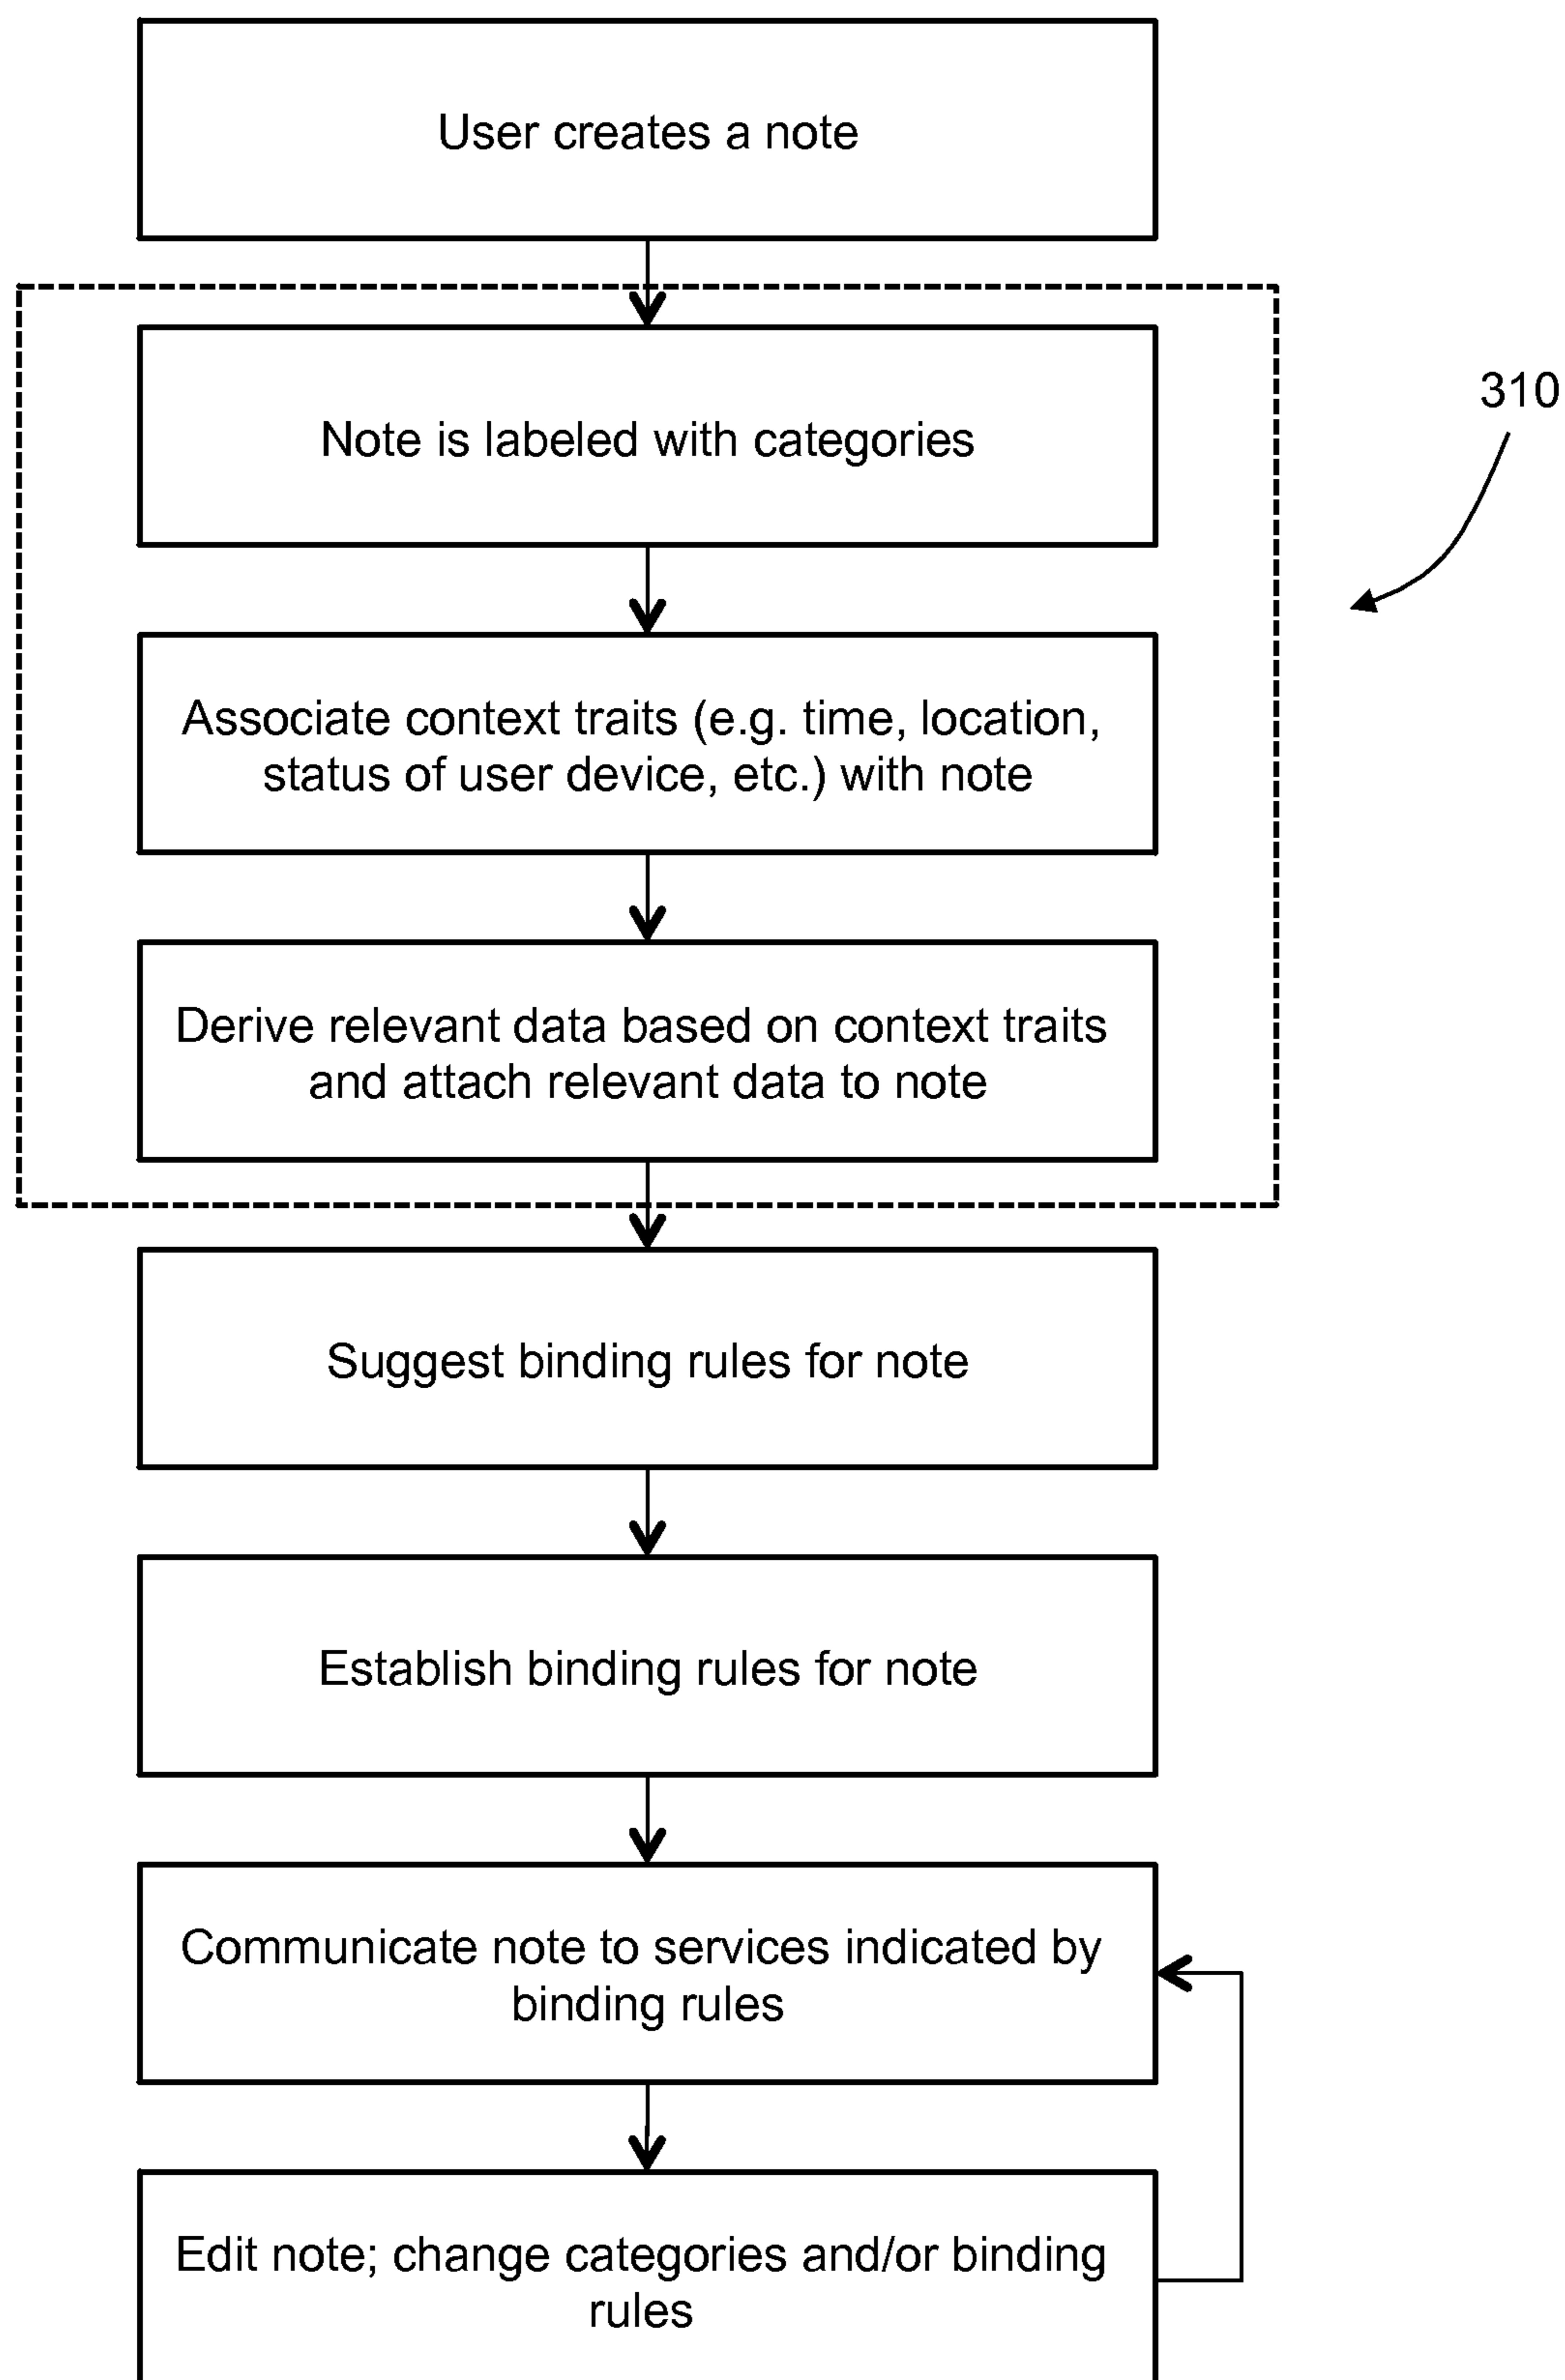 User creates a note
Note is labeled with categories
310
Associate context traits (e.g. time, location,
status of user device, etc.) with note
Derive relevant data based on context traits
and attach relevant data to note
Suggest binding rules for note
Establish binding rules for note
Communicate note to services indicated by
binding rules
Edit note; change categories and/or binding
rules